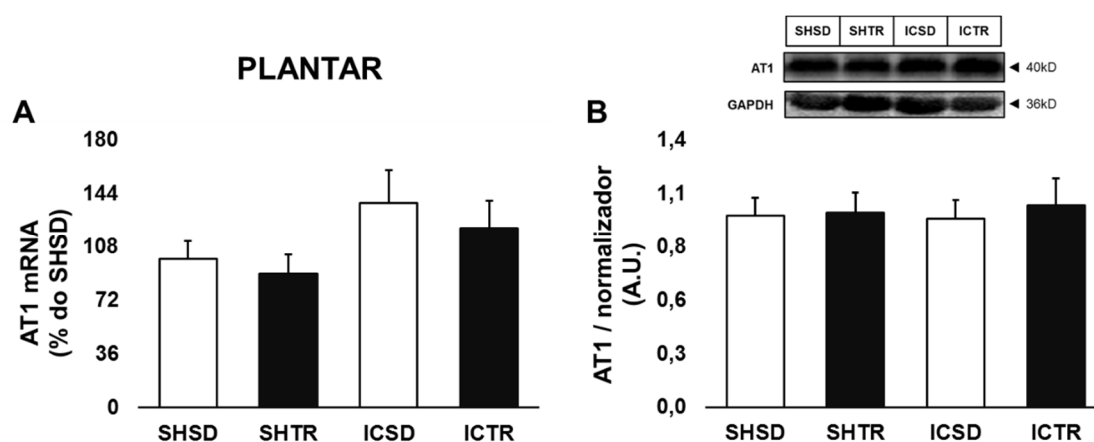 PLANTAR
A
AT1 mRNA
(% do SHSD)
180
144
108
72
36
0
SHSD SHTR ICSD ICTR
SHSD SHTR ICSD ICTR
AT1 ◄ 40kD
GAPDH ◄ 36kD
B
AT1 / normalizador
(A.U.)
1,4
1,1
0,8
0,6
0,3
0,0
SHSD SHTR ICSD ICTR